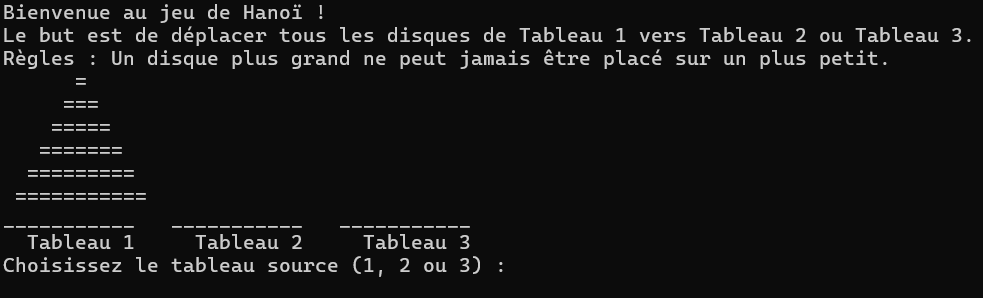 Bienvenue au jeu de Hanoï !
Le but est de déplacer tous les disques de Tableau 1 vers Tableau 2 ou Tableau 3.
Règles : Un disque plus grand ne peut jamais être placé sur un plus petit.
      =
     ===
    =====
   =======
  =========
 ===========
___________   ___________   ___________
  Tableau 1     Tableau 2     Tableau 3
Choisissez le tableau source (1, 2 ou 3) :